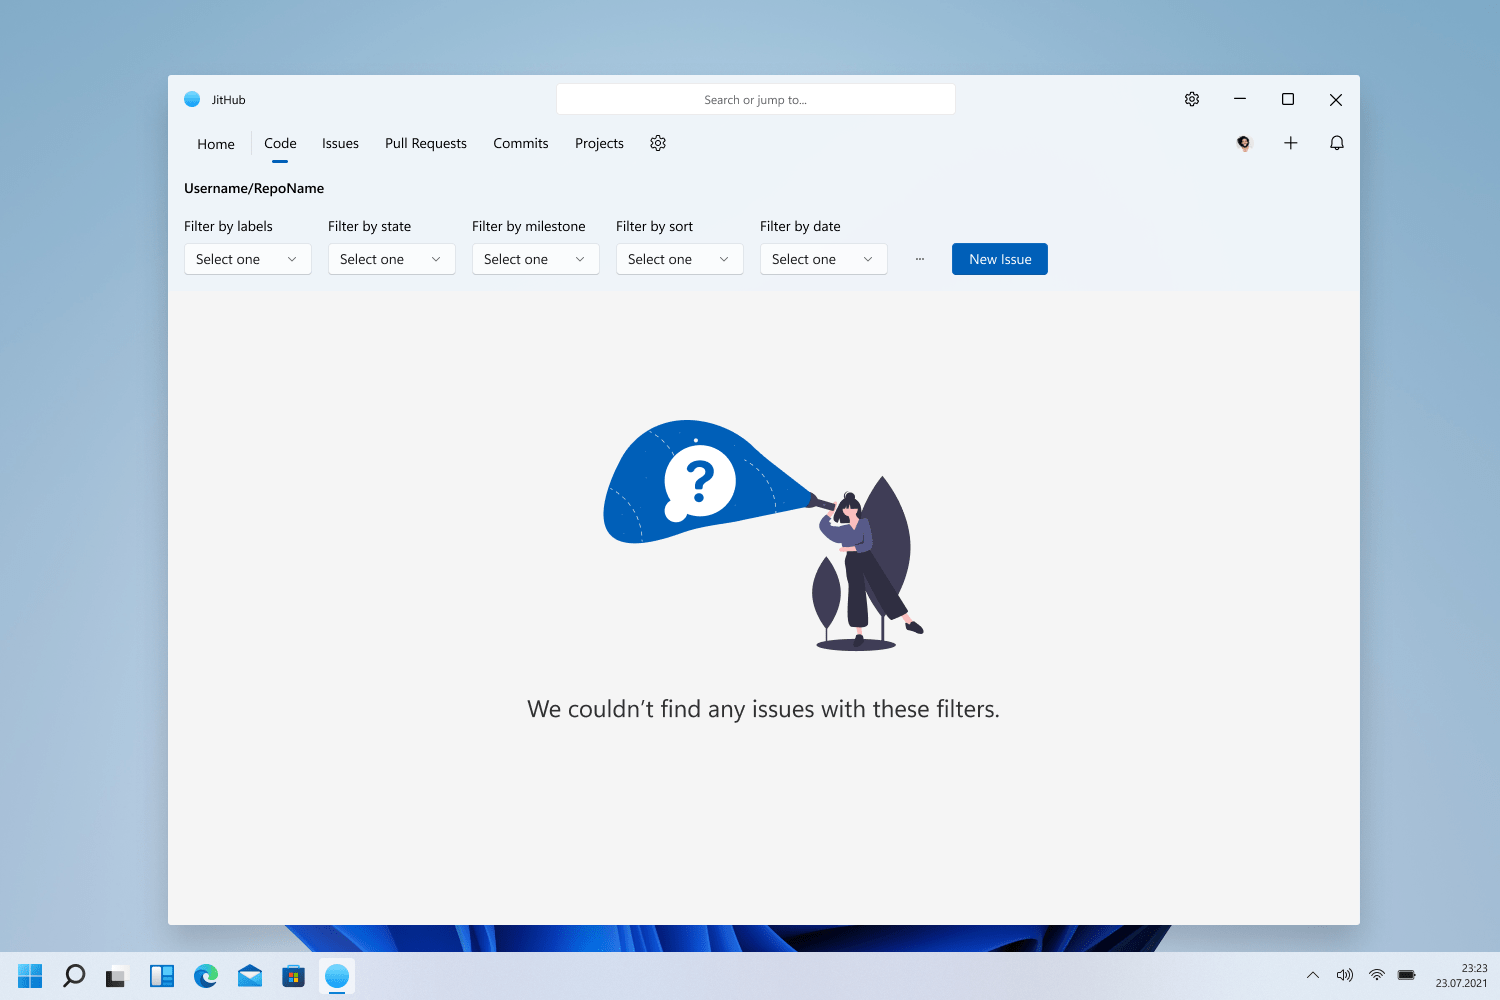 JitHub
Search or jump to...
Home
Code
Issues
Pull Requests
Commits
Projects
Username/RepoName
Filter by labels
Filter by state
Filter by milestone
Filter by sort
Filter by date
Select one
Select one
Select one
Select one
Select one
...
New Issue
?
We couldn’t find any issues with these filters.
23:23
23.07.2021